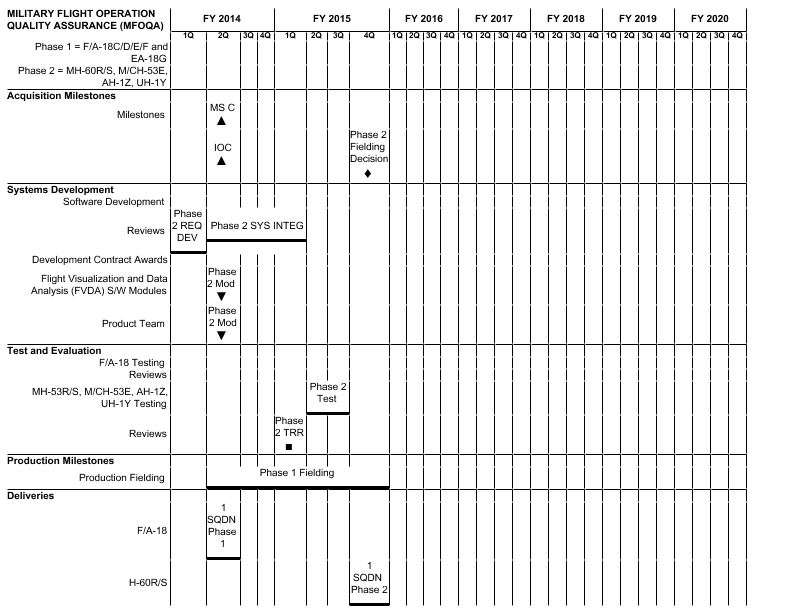 MILITARY FLIGHT OPERATION
QUALITY ASSURANCE (MFOQA)
FY 2014 FY 2015 FY 2016 FY 2017 FY 2018 FY 2019 FY 2020
1Q 2Q 3Q 4Q 1Q 2Q 3Q 4Q 1Q 2Q 3Q 4Q 1Q 2Q 3Q 4Q 1Q 2Q 3Q 4Q 1Q 2Q 3Q 4Q 1Q 2Q 3Q 4Q
Phase 1 = F/A-18C/D/E/F and
EA-18G
Phase 2 = MH-60R/S, M/CH-53E,
AH-1Z, UH-1Y
Acquisition Milestones
Milestones
MS C
IOC
Phase 2
Fielding
Decision
Systems Development
Software Development
Reviews
Phase
2 REQ
DEV
Phase 2 SYS INTEG
Development Contract Awards
Flight Visualization and Data
Analysis (FVDA) S/W Modules
Phase
2 Mod
Product Team
Phase
2 Mod
Test and Evaluation
F/A-18 Testing
Reviews
MH-53R/S, M/CH-53E, AH-1Z,
UH-1Y Testing
Phase 2
Test
Reviews
Phase
2 TRR
Production Milestones
Production Fielding
Phase 1 Fielding
Deliveries
F/A-18
1
SQDN
Phase
1
H-60R/S
1
SQDN
Phase 2